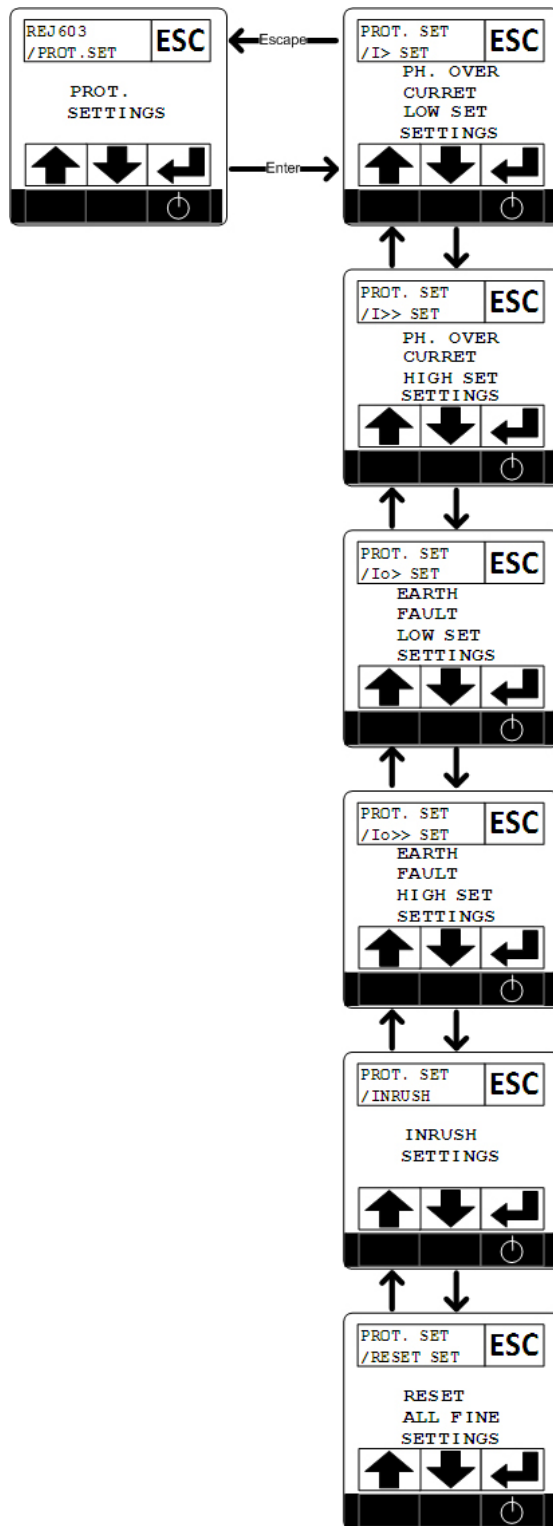 REJ603
/PROT.SET
ESC
PROT.
SETTINGS
Escape
Enter
PROT. SET
/I> SET
ESC
PH. OVER
CURRET
LOW SET
SETTINGS
PROT. SET
/I>> SET
ESC
PH. OVER
CURRET
HIGH SET
SETTINGS
PROT. SET
/Io> SET
ESC
EARTH
FAULT
LOW SET
SETTINGS
PROT. SET
/Io>> SET
ESC
EARTH
FAULT
HIGH SET
SETTINGS
PROT. SET
/INRUSH
ESC
INRUSH
SETTINGS
PROT. SET
/RESET SET
ESC
RESET
ALL FINE
SETTINGS